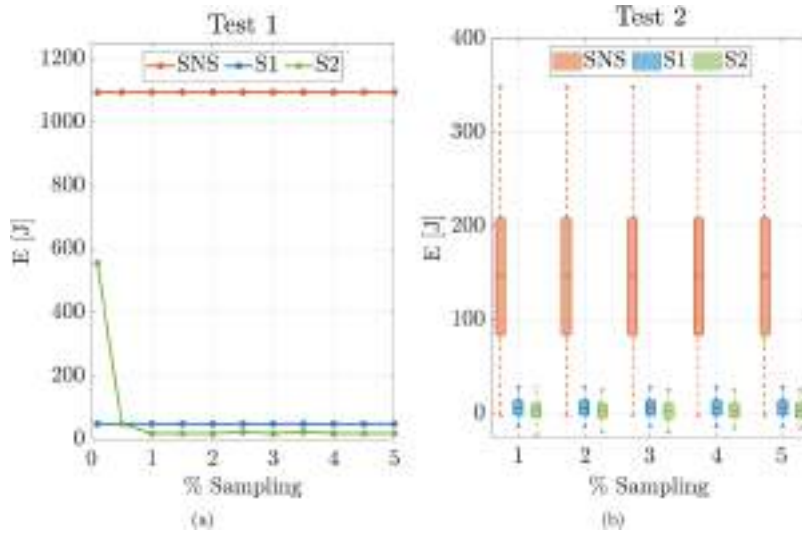 Test 1
SNS S1 S2
1200
1000
800
600
400
200
0
E [J]
0 1 2 3 4 5
% Sampling
(a)
Test 2
SNS S1 S2
400
300
200
100
0
E [J]
1 2 3 4 5
% Sampling
(b)